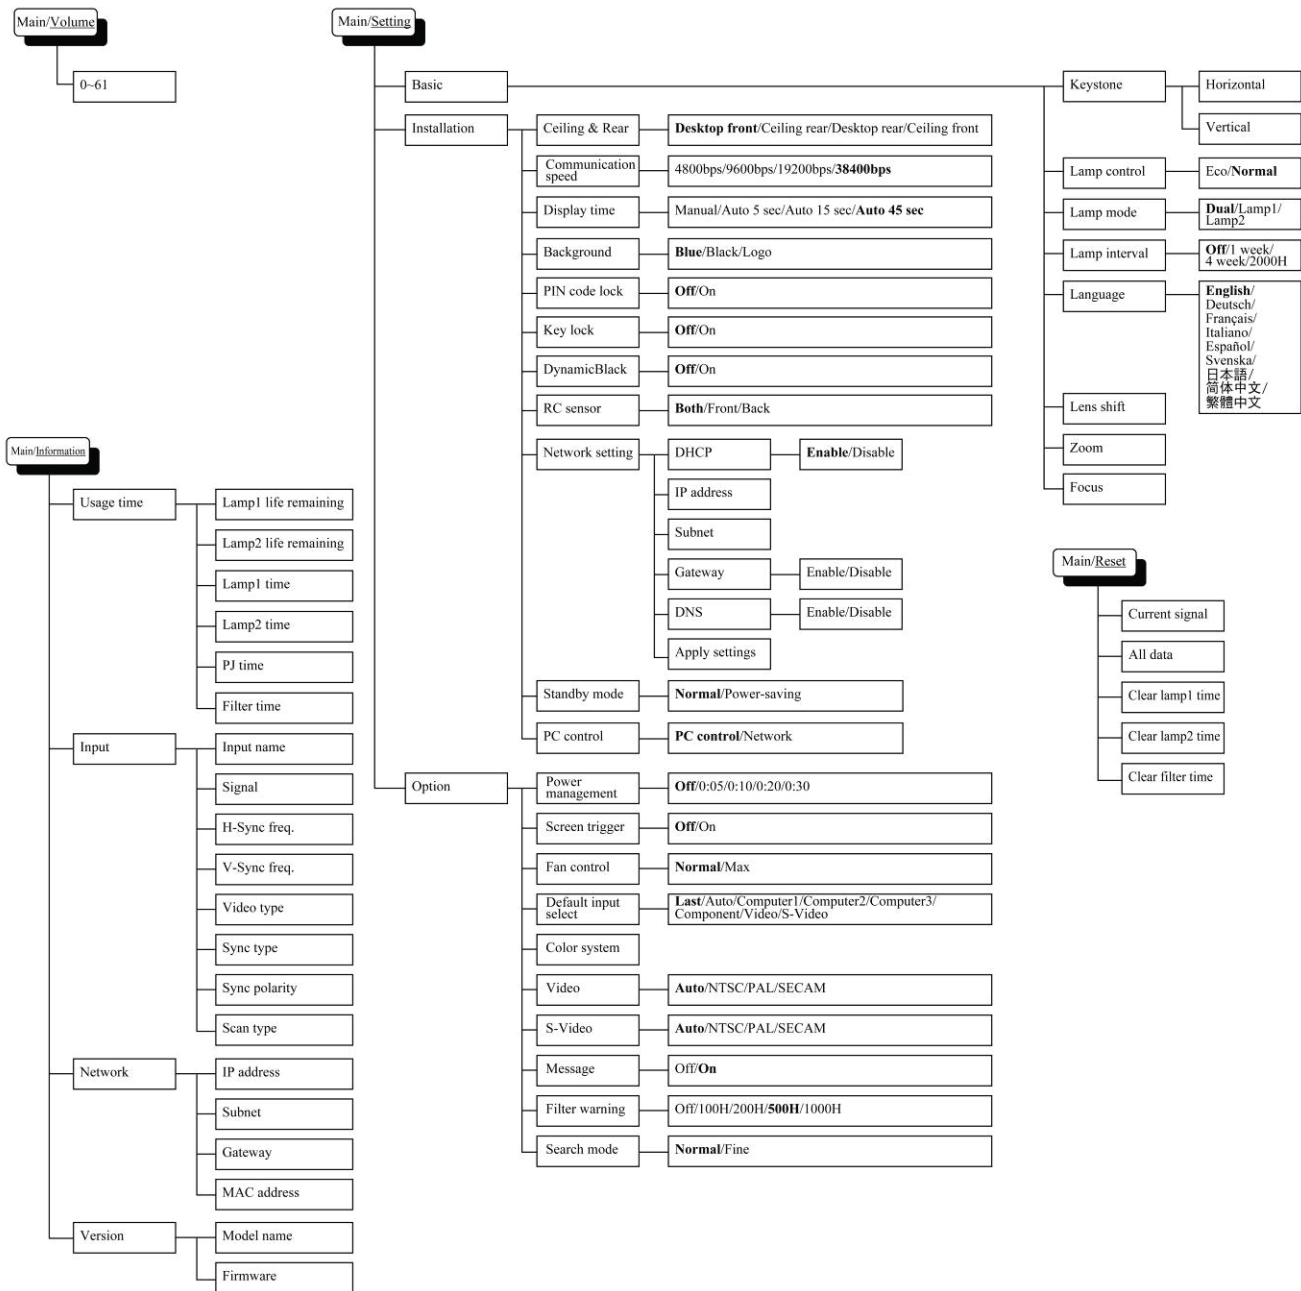 Main/Volume
0~61
Main/Setting
Basic
Keystone
Horizontal
Vertical
Lamp control
Eco/Normal
Lamp mode
Dual/Lamp1/
Lamp2
Lamp interval
Off/1 week/
4 week/2000H
Language
English/
Deutsch/
Français/
Italiano/
Español/
Svenska/
日本語/
简体中文/
繁體中文
Lens shift
Zoom
Focus
Installation
Ceiling & Rear
Desktop front/Ceiling rear/Desktop rear/Ceiling front
Communication
speed
4800bps/9600bps/19200bps/38400bps
Display time
Manual/Auto 5 sec/Auto 15 sec/Auto 45 sec
Background
Blue/Black/Logo
PIN code lock
Off/On
Key lock
Off/On
DynamicBlack
Off/On
RC sensor
Both/Front/Back
Network setting
DHCP
Enable/Disable
IP address
Subnet
Gateway
Enable/Disable
DNS
Enable/Disable
Apply settings
Standby mode
Normal/Power-saving
PC control
PC control/Network
Option
Power
management
Off/0:05/0:10/0:20/0:30
Screen trigger
Off/On
Fan control
Normal/Max
Default input
select
Last/Auto/Computer1/Computer2/Computer3/
Component/Video/S-Video
Color system
Video
Auto/NTSC/PAL/SECAM
S-Video
Auto/NTSC/PAL/SECAM
Message
Off/On
Filter warning
Off/100H/200H/500H/1000H
Search mode
Normal/Fine
Main/Information
Usage time
Lamp1 life remaining
Lamp2 life remaining
Lamp1 time
Lamp2 time
PJ time
Filter time
Input
Input name
Signal
H-Sync freq.
V-Sync freq.
Video type
Sync type
Sync polarity
Scan type
Network
IP address
Subnet
Gateway
MAC address
Version
Model name
Firmware
Main/Reset
Current signal
All data
Clear lamp1 time
Clear lamp2 time
Clear filter time